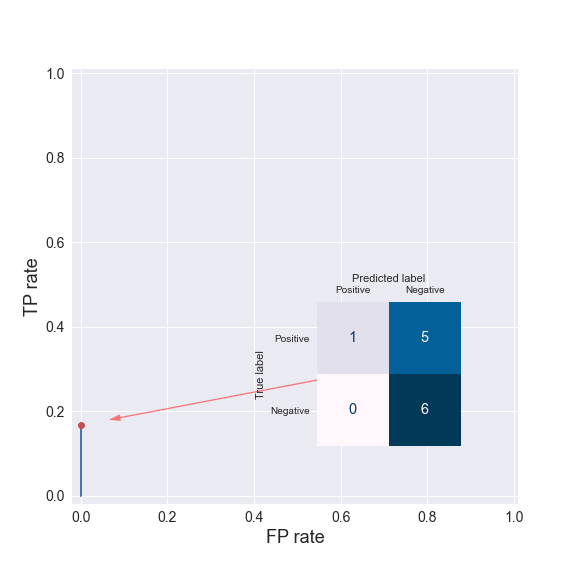 1.0
0.8
0.6
0.4
0.2
0.0
TP rate
0.0 0.2 0.4 0.6 0.8 1.0
FP rate
Predicted label
Positive Negative
True label
Positive 1 5
Negative 0 6